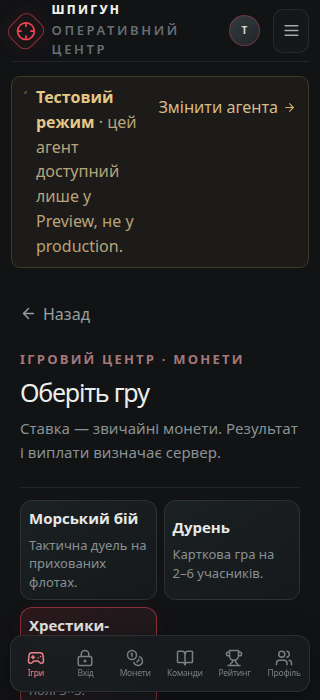 ШПИГУН
ОПЕРАТИВНИЙ
ЦЕНТР
Т
Тестовий
режим · цей
агент
доступний
лише у
Preview, не у
production.
Змінити агента →
← Назад
ІГРОВИЙ ЦЕНТР · МОНЕТИ
Оберіть гру
Ставка — звичайні монети. Результат
і виплати визначає сервер.
Морський бій
Тактична дуель на
прихованих
флотах.
Дурень
Карткова гра на
2–6 учасників.
Хрестики-
Ігри
Вхід
Монети
Команди
Рейтинг
Профіль